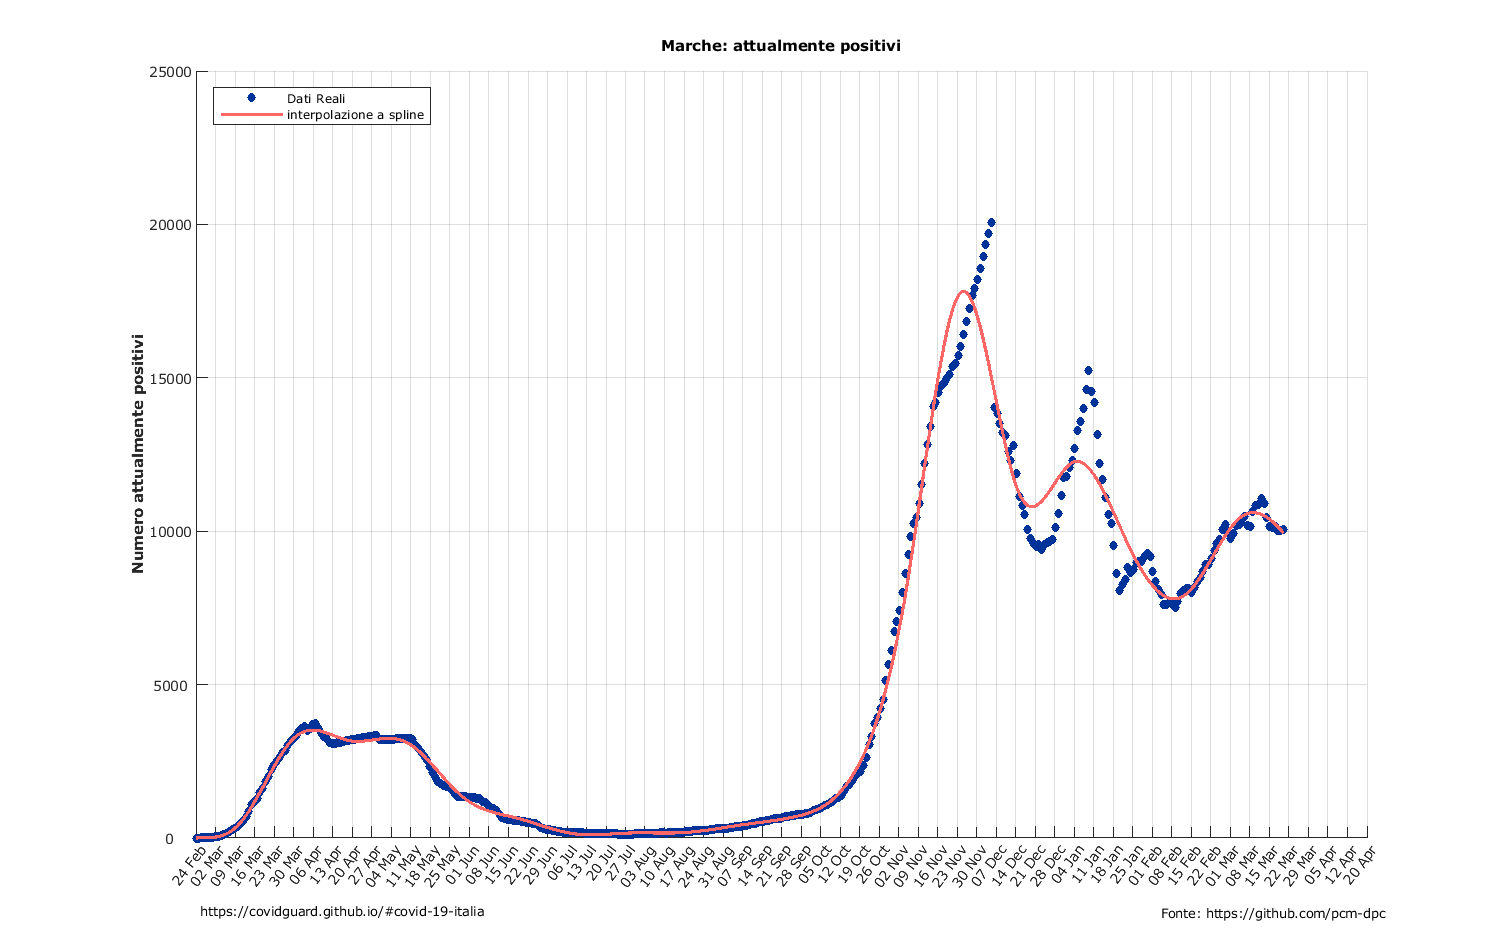 Marche: attualmente positivi
25000
20000
15000
10000
5000
0
Numero attualmente positivi
Dati Reali
interpolazione a spline
24 Feb
02 Mar
09 Mar
16 Mar
23 Mar
30 Mar
06 Apr
13 Apr
20 Apr
27 Apr
04 May
11 May
18 May
25 May
01 Jun
08 Jun
15 Jun
22 Jun
29 Jun
06 Jul
13 Jul
20 Jul
27 Jul
03 Aug
10 Aug
17 Aug
24 Aug
31 Aug
07 Sep
14 Sep
21 Sep
28 Sep
05 Oct
12 Oct
19 Oct
26 Oct
02 Nov
09 Nov
16 Nov
23 Nov
30 Nov
07 Dec
14 Dec
21 Dec
28 Dec
04 Jan
11 Jan
18 Jan
25 Jan
01 Feb
08 Feb
15 Feb
22 Feb
01 Mar
08 Mar
15 Mar
22 Mar
29 Mar
05 Apr
12 Apr
20 Apr
https://covidguard.github.io/#covid-19-italia
Fonte: https://github.com/pcm-dpc